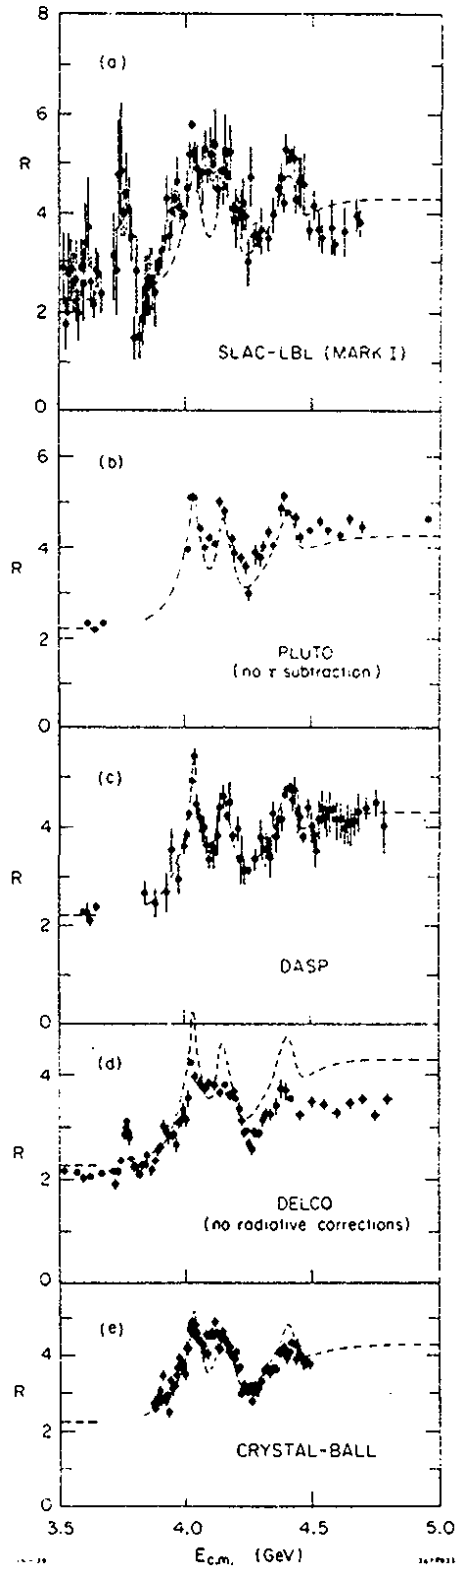 8
(a)
6
R
4
2
SLAC-LBL (MARK I)
0
6
(b)
4
R
2
PLUTO
(no τ subtraction)
0
(c)
4
R
2
DASP
0
(d)
4
R
2
DELCO
(no radiative corrections)
0
(e)
4
R
2
CRYSTAL-BALL
0
3.5 4.0 4.5 5.0
E c.m. (GeV)